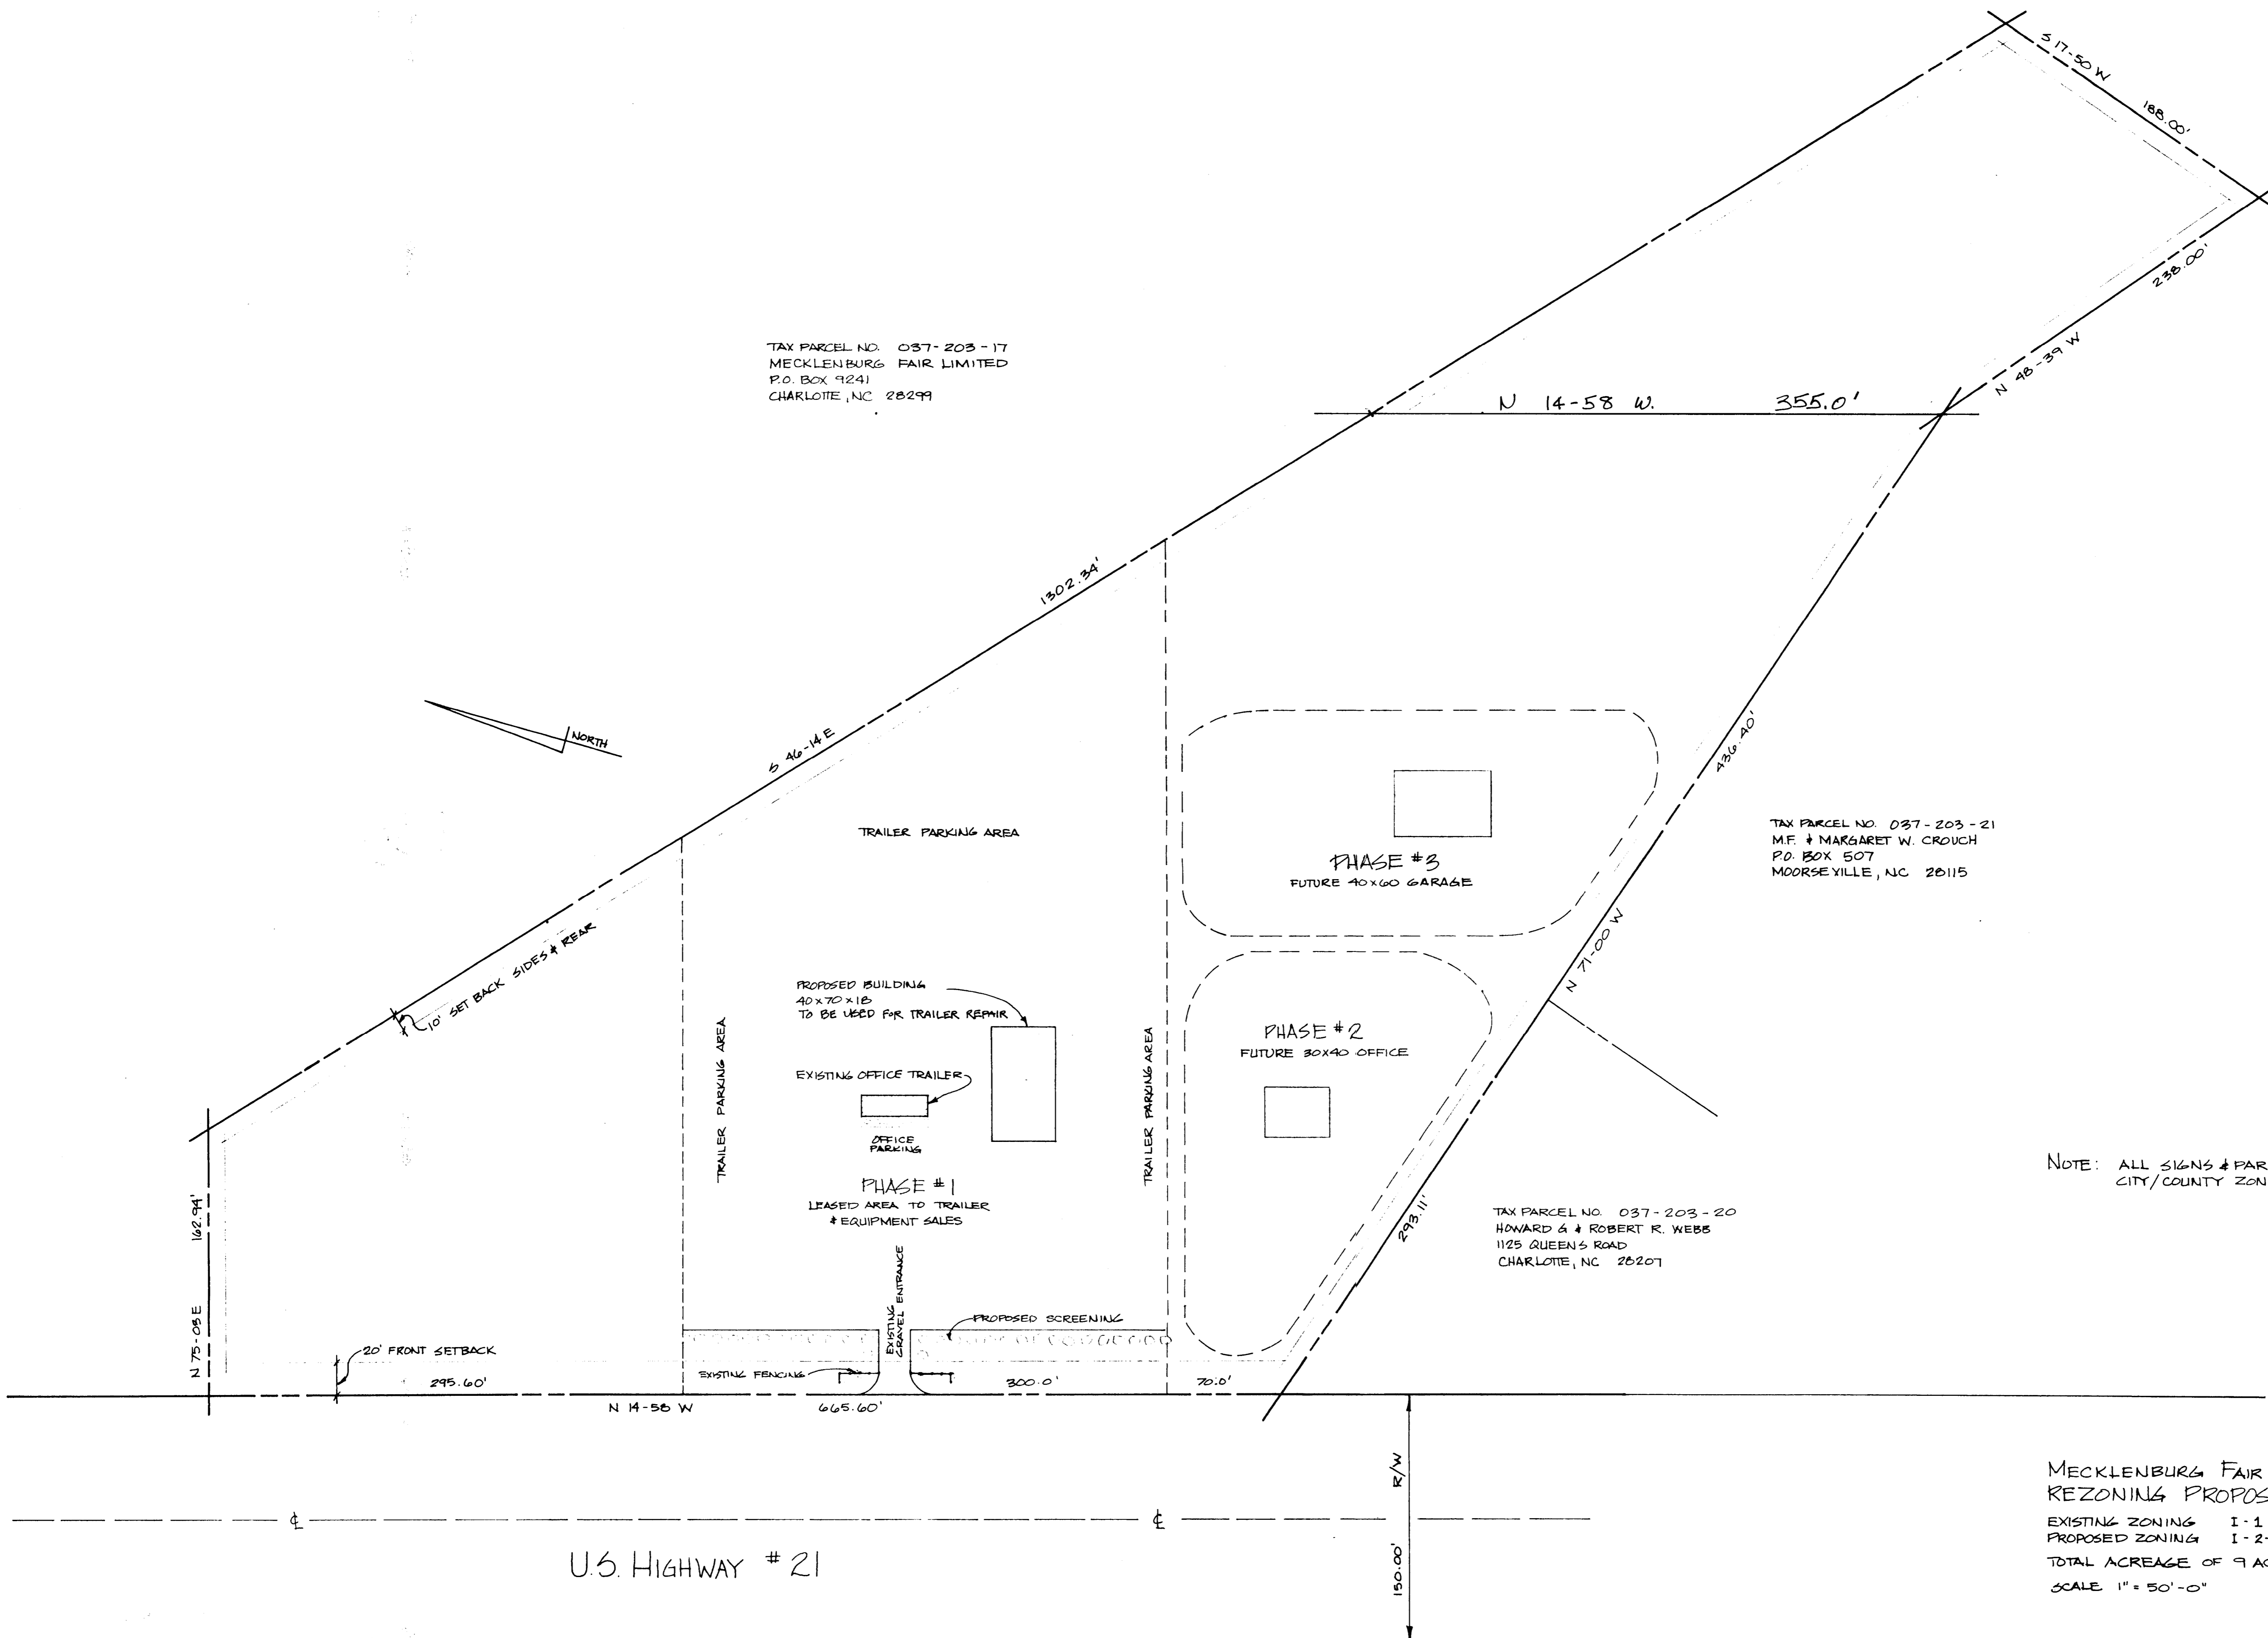 S 17-50 W
188.00'
238.00'
N 48-39 W
TAX PARCEL NO. 037-203-17
MECKLENBURG FAIR LIMITED
P.O. BOX 9241
CHARLOTTE, NC 28299
N 14-58 W. 355.0'
1302.34'
S 46-14 E
NORTH
436.40'
TRAILER PARKING AREA
TAX PARCEL NO. 037-203-21
M.F. & MARGARET W. CROUCH
P.O. BOX 507
MOORSEVILLE, NC 28115
PHASE #3
FUTURE 40x60 GARAGE
10' SET BACK SIDES & REAR
N 71-00 W
PROPOSED BUILDING
40x70x18
TO BE USED FOR TRAILER REPAIR
TRAILER PARKING AREA
TRAILER PARKING AREA
PHASE #2
FUTURE 30x40 OFFICE
EXISTING OFFICE TRAILER
OFFICE
PARKING
PHASE #1
LEASED AREA TO TRAILER
& EQUIPMENT SALES
NOTE: ALL SIGNS & PAR
CITY/COUNTY ZON
TAX PARCEL NO. 037-203-20
HOWARD G & ROBERT R. WEBB
1125 QUEENS ROAD
CHARLOTTE, NC 28207
293.11'
162.94'
N 75-03 E
EXISTING
GRAVEL ENTRANCE
PROPOSED SCREENING
20' FRONT SETBACK
EXISTING FENCING
295.60'
300.0'
70.0'
N 14-58 W 665.60'
R/W
150.00'
℄
℄
U.S. HIGHWAY #21
MECKLENBURG FAIR
REZONING PROPOS
EXISTING ZONING I-1
PROPOSED ZONING I-2-
TOTAL ACREAGE OF 9 AC
SCALE 1" = 50'-0"